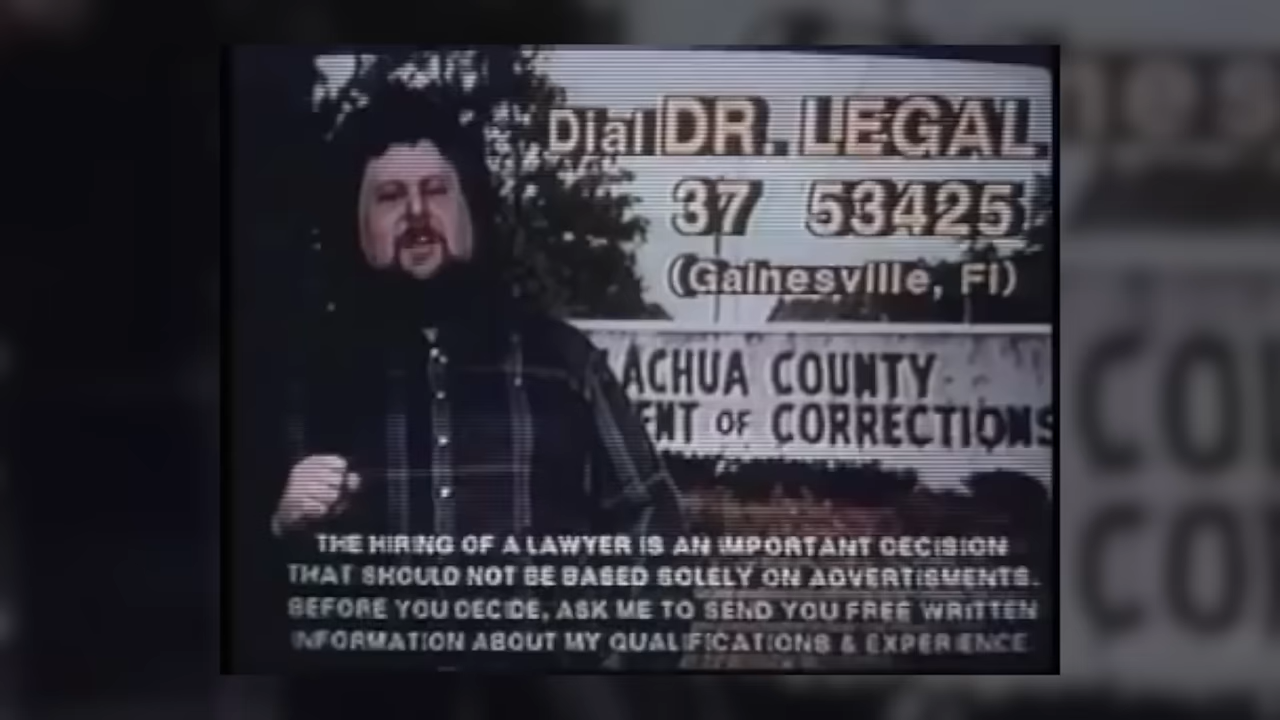 Dial DR. LEGAL
37 53425
(Gainesville, Fl)
ACHUA COUNTY
ENT OF CORRECTIONS
THE HIRING OF A LAWYER IS AN IMPORTANT DECISION
THAT SHOULD NOT BE BASED SOLELY ON ADVERTISMENTS.
BEFORE YOU DECIDE, ASK ME TO SEND YOU FREE WRITTEN
INFORMATION ABOUT MY QUALIFICATIONS & EXPERIENCE.